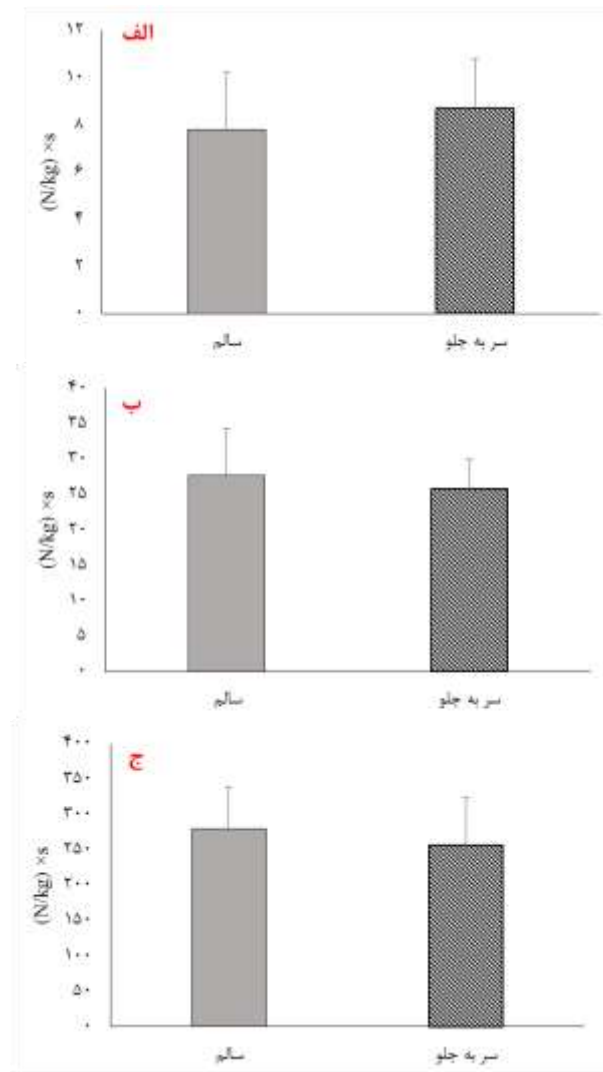 الف
۱۲
۱۰
۸
۶
۴
۲
۰
(N/kg) ×s
سالم
سر به جلو
ب
۴۰
۳۵
۳۰
۲۵
۲۰
۱۵
۱۰
۵
۰
(N/kg) ×s
سالم
سر به جلو
ج
۴۰۰
۳۵۰
۳۰۰
۲۵۰
۲۰۰
۱۵۰
۱۰۰
۵۰
۰
(N/kg) ×s
سالم
سر به جلو